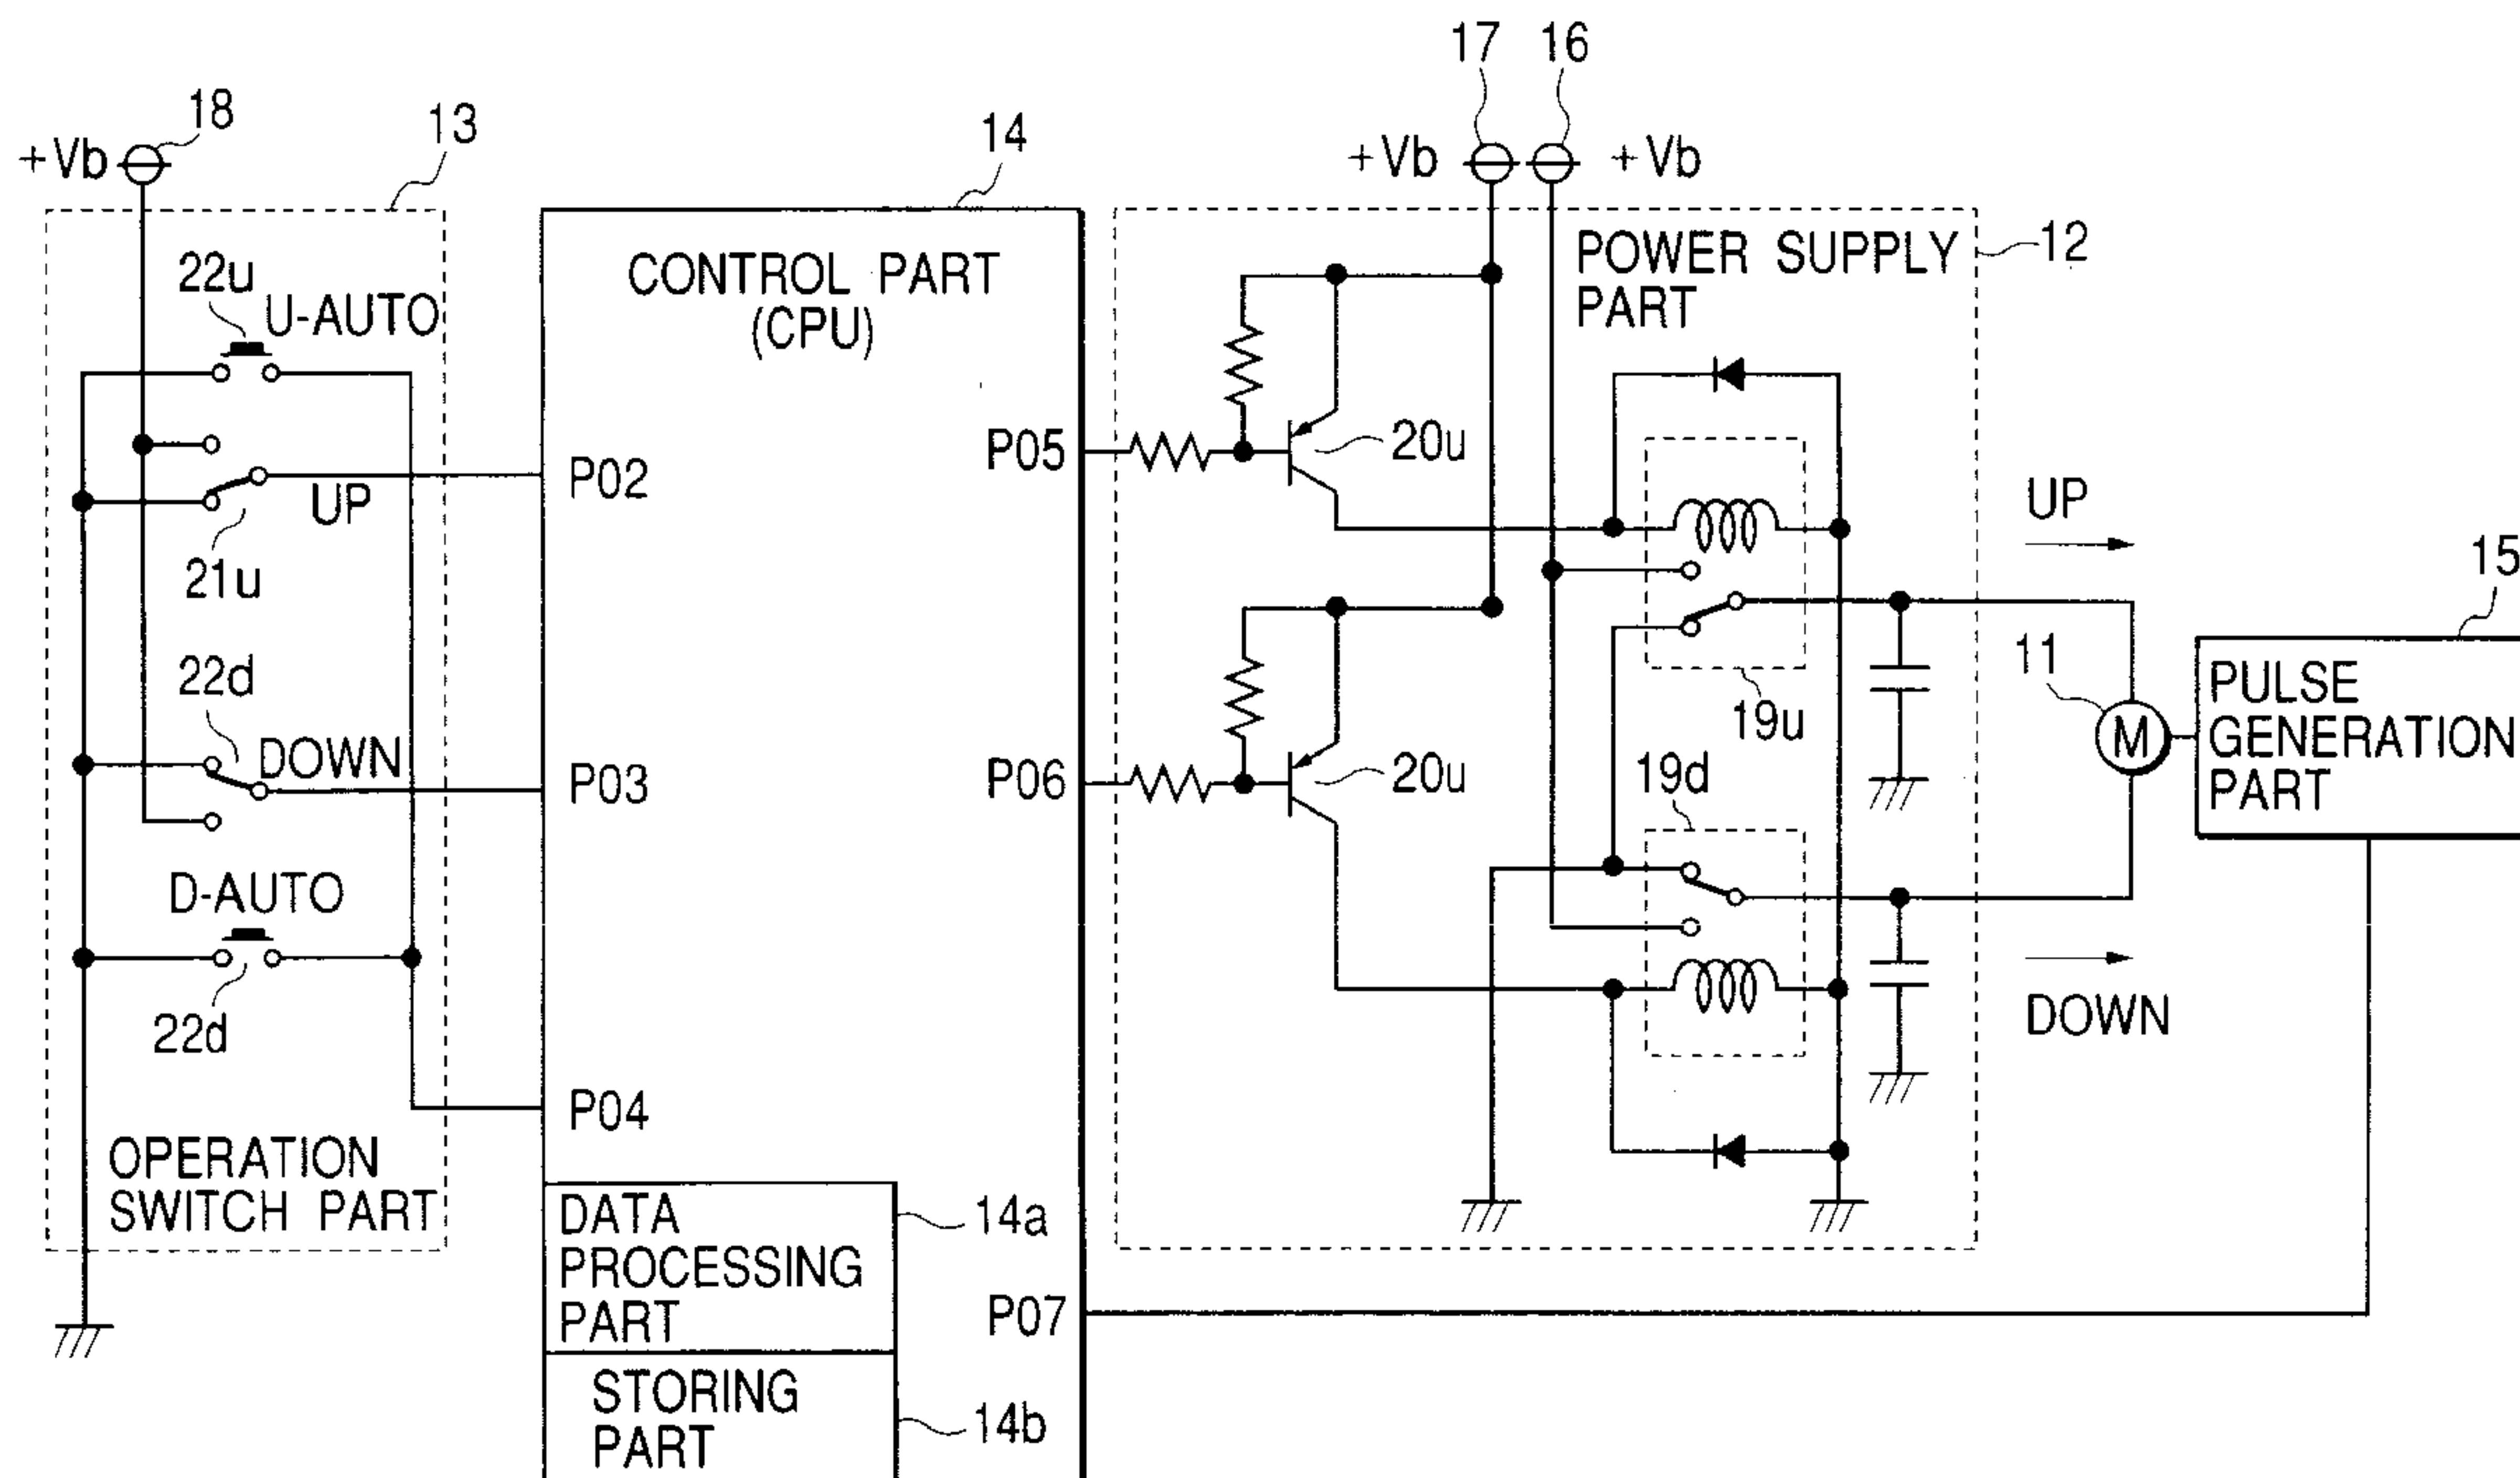 17
16
18
+Vb
13
14
+Vb
+Vb
22u
U-AUTO
CONTROL PART
(CPU)
POWER SUPPLY
PART
12
P05
20u
P02
UP
UP
21u
15
22d
DOWN
P03
P06
20u
19u
19d
11
M
PULSE
GENERATION
PART
D-AUTO
22d
DOWN
P04
OPERATION
SWITCH PART
DATA
PROCESSING
PART
14a
P07
STORING
PART
14b